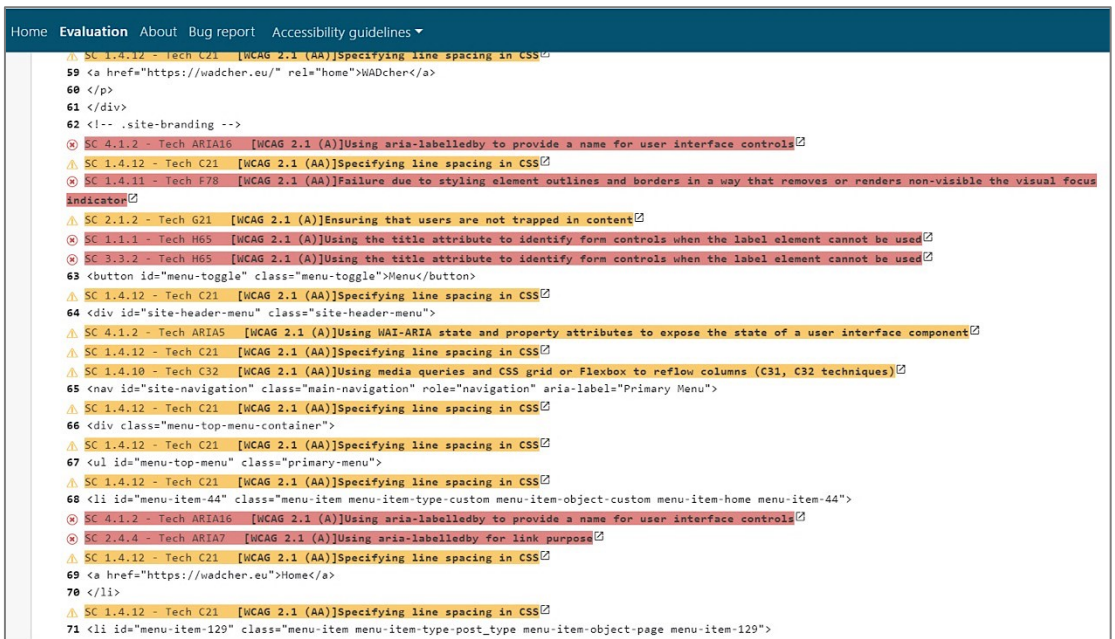 Home Evaluation About Bug report Accessibility guidelines
SC 1.4.12 - Tech C21 [WCAG 2.1 (AA)]Specifying line spacing in CSS
59 <a href="https://wadcher.eu/" rel="home">WADcher</a>
60 </p>
61 </div>
62 <!-- .site-branding -->
SC 4.1.2 - Tech ARIA16 [WCAG 2.1 (A)]Using aria-labelledby to provide a name for user interface controls
SC 1.4.12 - Tech C21 [WCAG 2.1 (AA)]Specifying line spacing in CSS
SC 1.4.11 - Tech F78 [WCAG 2.1 (AA)]Failure due to styling element outlines and borders in a way that removes or renders non-visible the visual focus
indicator
SC 2.1.2 - Tech G21 [WCAG 2.1 (A)]Ensuring that users are not trapped in content
SC 1.1.1 - Tech H65 [WCAG 2.1 (A)]Using the title attribute to identify form controls when the label element cannot be used
SC 3.3.2 - Tech H65 [WCAG 2.1 (A)]Using the title attribute to identify form controls when the label element cannot be used
63 <button id="menu-toggle" class="menu-toggle">Menu</button>
SC 1.4.12 - Tech C21 [WCAG 2.1 (AA)]Specifying line spacing in CSS
64 <div id="site-header-menu" class="site-header-menu">
SC 4.1.2 - Tech ARIA5 [WCAG 2.1 (A)]Using WAI-ARIA state and property attributes to expose the state of a user interface component
SC 1.4.12 - Tech C21 [WCAG 2.1 (AA)]Specifying line spacing in CSS
SC 1.4.10 - Tech C32 [WCAG 2.1 (AA)]Using media queries and CSS grid or Flexbox to reflow columns (C31, C32 techniques)
65 <nav id="site-navigation" class="main-navigation" role="navigation" aria-label="Primary Menu">
SC 1.4.12 - Tech C21 [WCAG 2.1 (AA)]Specifying line spacing in CSS
66 <div class="menu-top-menu-container">
SC 1.4.12 - Tech C21 [WCAG 2.1 (AA)]Specifying line spacing in CSS
67 <ul id="menu-top-menu" class="primary-menu">
SC 1.4.12 - Tech C21 [WCAG 2.1 (AA)]Specifying line spacing in CSS
68 <li id="menu-item-44" class="menu-item menu-item-type-custom menu-item-object-custom menu-item-home menu-item-44">
SC 4.1.2 - Tech ARIA16 [WCAG 2.1 (A)]Using aria-labelledby to provide a name for user interface controls
SC 2.4.4 - Tech ARIA7 [WCAG 2.1 (A)]Using aria-labelledby for link purpose
SC 1.4.12 - Tech C21 [WCAG 2.1 (AA)]Specifying line spacing in CSS
69 <a href="https://wadcher.eu">Home</a>
70 </li>
SC 1.4.12 - Tech C21 [WCAG 2.1 (AA)]Specifying line spacing in CSS
71 <li id="menu-item-129" class="menu-item menu-item-type-post_type menu-item-object-page menu-item-129">